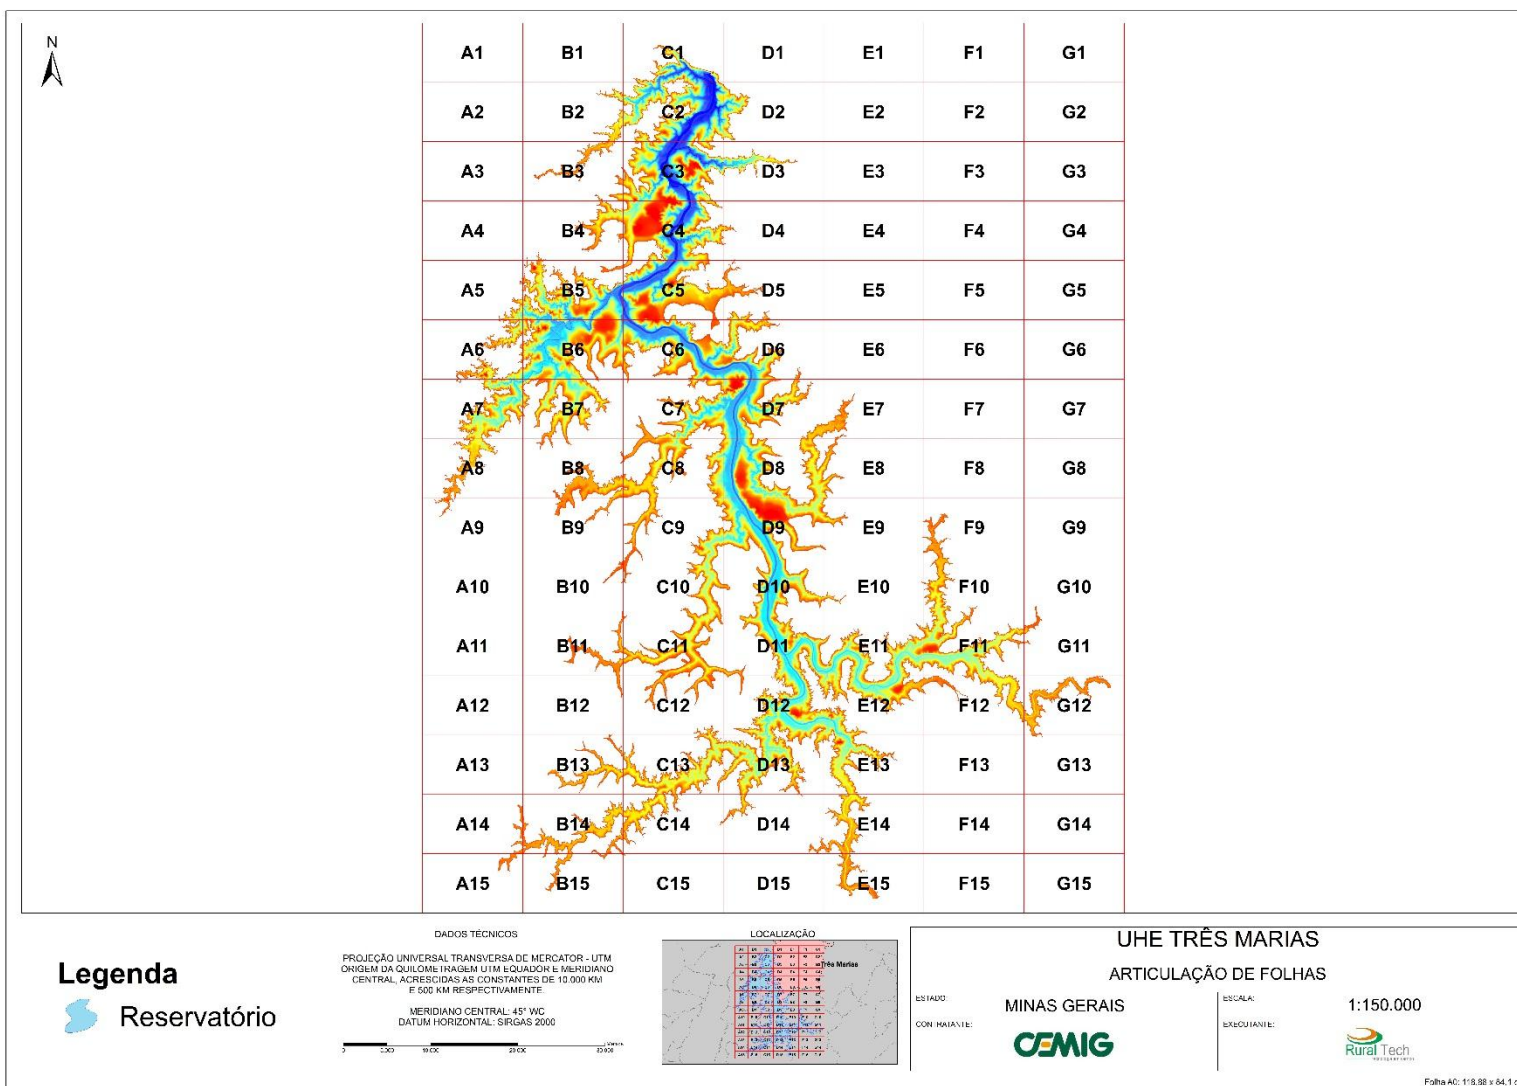 N
A1 B1 C1 D1 E1 F1 G1
A2 B2 C2 D2 E2 F2 G2
A3 B3 C3 D3 E3 F3 G3
A4 B4 C4 D4 E4 F4 G4
A5 B5 C5 D5 E5 F5 G5
A6 B6 C6 D6 E6 F6 G6
A7 B7 C7 D7 E7 F7 G7
A8 B8 C8 D8 E8 F8 G8
A9 B9 C9 D9 E9 F9 G9
A10 B10 C10 D10 E10 F10 G10
A11 B11 C11 D11 E11 F11 G11
A12 B12 C12 D12 E12 F12 G12
A13 B13 C13 D13 E13 F13 G13
A14 B14 C14 D14 E14 F14 G14
A15 B15 C15 D15 E15 F15 G15
Legenda
Reservatório
DADOS TÉCNICOS
PROJEÇÃO UNIVERSAL TRANSVERSA DE MERCATOR - UTM
ORIGEM DA QUILOMETRAGEM UTM EQUADOR E MERIDIANO
CENTRAL, ACRESCIDAS AS CONSTANTES DE 10.000 KM
E 500 KM RESPECTIVAMENTE.
MERIDIANO CENTRAL: 45° WC
DATUM HORIZONTAL: SIRGAS 2000
LOCALIZAÇÃO
Três Marias
UHE TRÊS MARIAS
ARTICULAÇÃO DE FOLHAS
ESTADO:
MINAS GERAIS
ESCALA:
1:150.000
CONTRATANTE:
CEMIG
EXECUTANTE:
Rural Tech